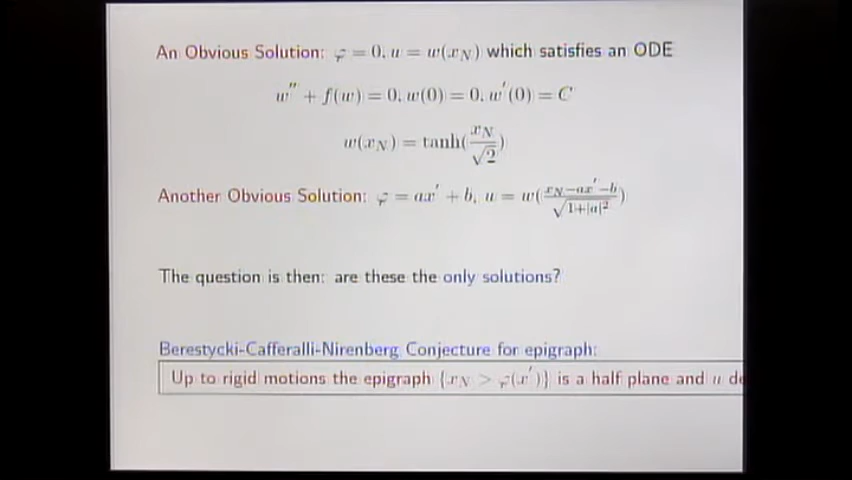 An Obvious Solution: φ = 0, u = w(x_N) which satisfies an ODE
w'' + f(w) = 0, w(0) = 0, w'(0) = C
w(x_N) = tanh(x_N/√2)
Another Obvious Solution: φ = ax' + b, u = w((x_N−ax'−b)/√(1+|a|²))
The question is then: are these the only solutions?
Berestycki-Cafferalli-Nirenberg Conjecture for epigraph:
Up to rigid motions the epigraph {x_N > φ(x')} is a half plane and u de